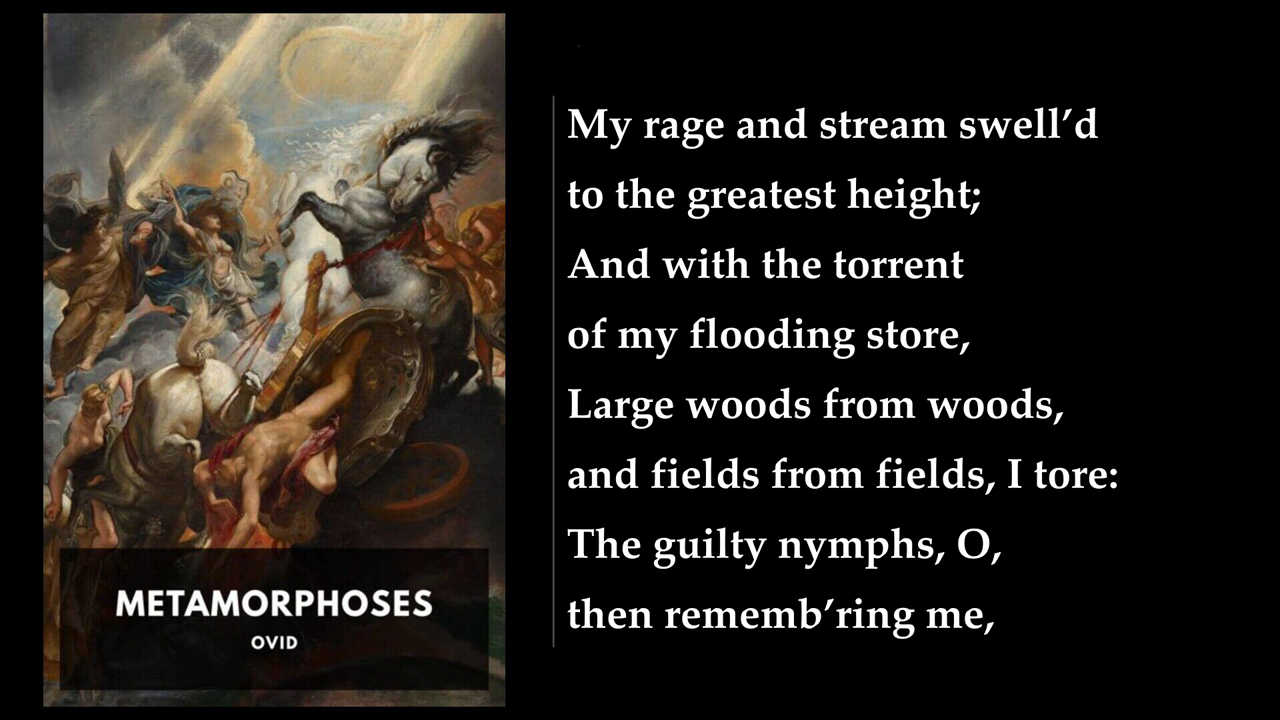 METAMORPHOSES
OVID
My rage and stream swell’d
to the greatest height;
And with the torrent
of my flooding store,
Large woods from woods,
and fields from fields, I tore:
The guilty nymphs, O,
then rememb’ring me,